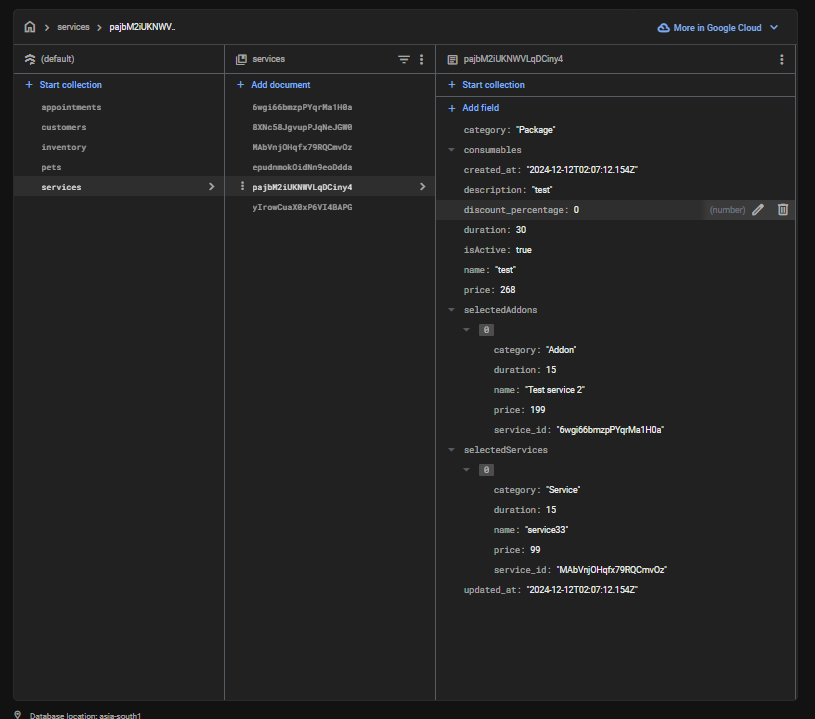 services pajbM2iUKNWV..
More in Google Cloud
(default)
Start collection
appointments
customers
inventory
pets
services
services
Add document
6wgi66bmzpPYqrMa1H0a
BXNc58JgvupPJqNeJGW0
MAbVnjOHqfx79RQCmvOz
epudnmokOidNn9eoDdda
pajbM2iUKNWVLqDCiny4
yIrowCuaX0xP6VI4BAPG
pajbM2iUKNWVLqDCiny4
Start collection
Add field
category: "Package"
consumables
created_at: "2024-12-12T02:07:12.154Z"
description: "test"
discount_percentage: 0 (number)
duration: 30
isActive: true
name: "test"
price: 268
selectedAddons
0
category: "Addon"
duration: 15
name: "Test service 2"
price: 199
service_id: "6wgi66bmzpPYqrMa1H0a"
selectedServices
0
category: "Service"
duration: 15
name: "service33"
price: 99
service_id: "MAbVnjOHqfx79RQCmvOz"
updated_at: "2024-12-12T02:07:12.154Z"
Database location: asia-south1